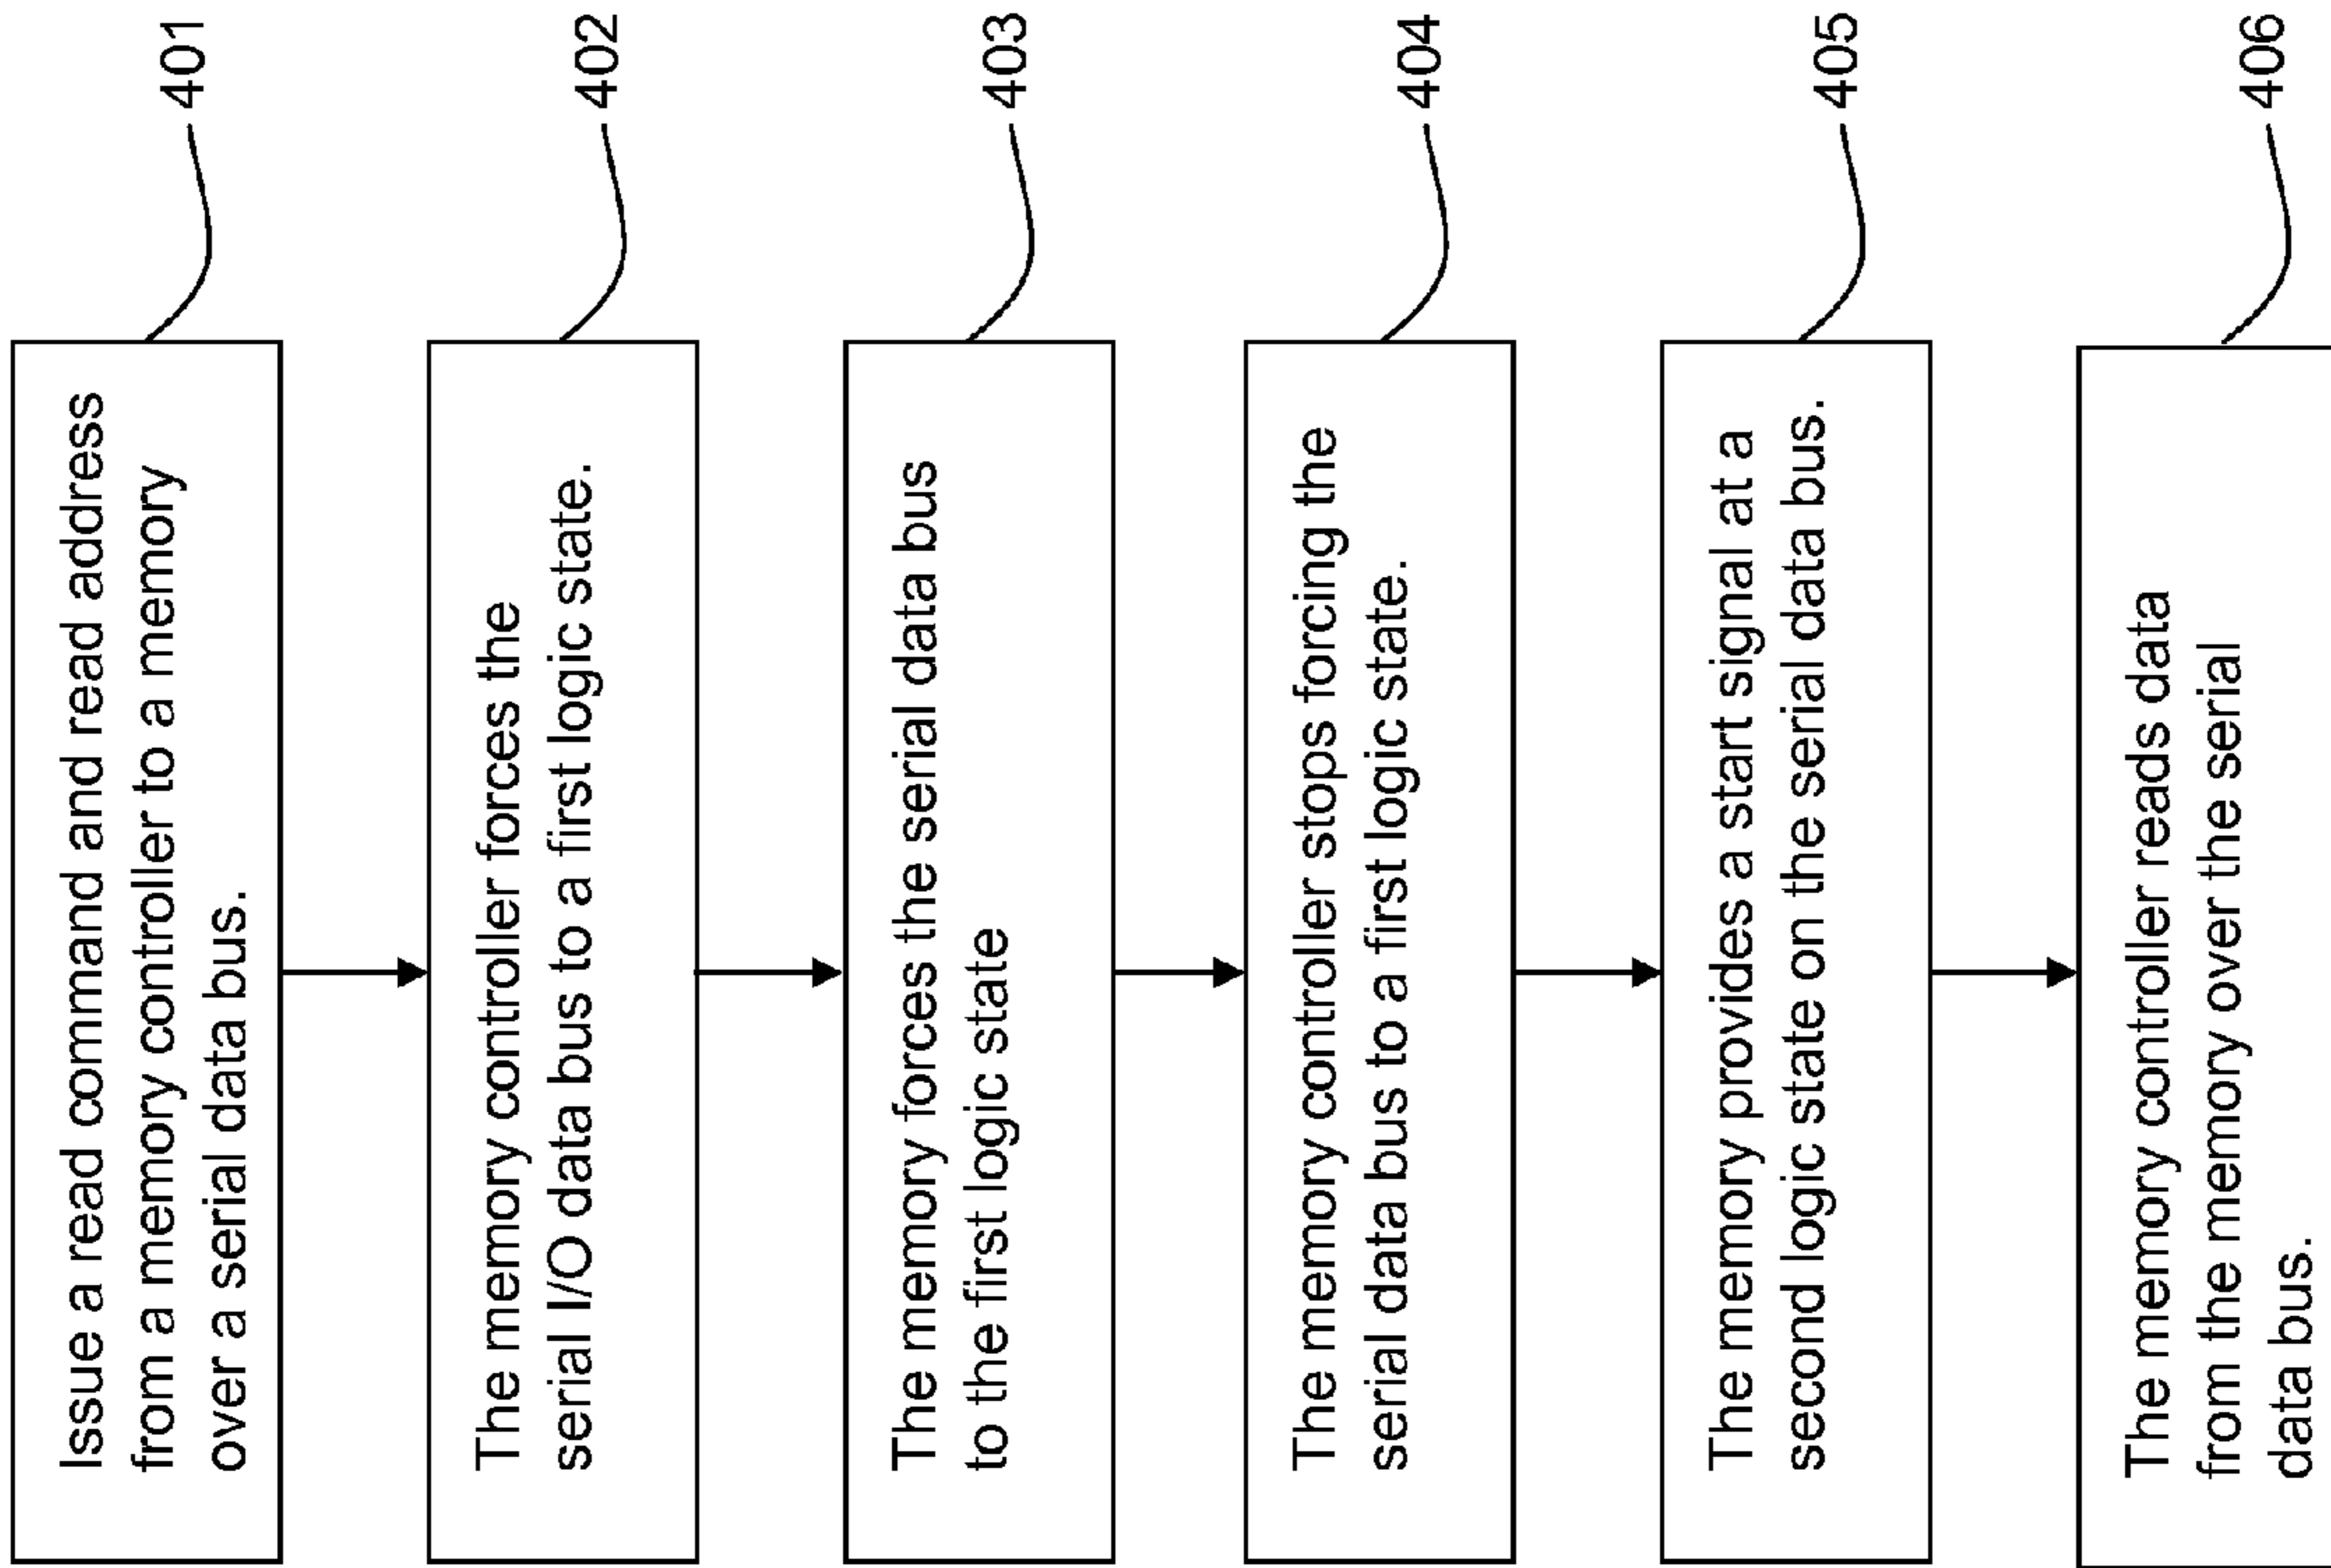 Issue a read command and read address
from a memory controller to a memory
over a serial data bus.
401
The memory controller forces the
serial I/O data bus to a first logic state.
402
The memory forces the serial data bus
to the first logic state
403
The memory controller stops forcing the
serial data bus to a first logic state.
404
The memory provides a start signal at a
second logic state on the serial data bus.
405
The memory controller reads data
from the memory over the serial
data bus.
406